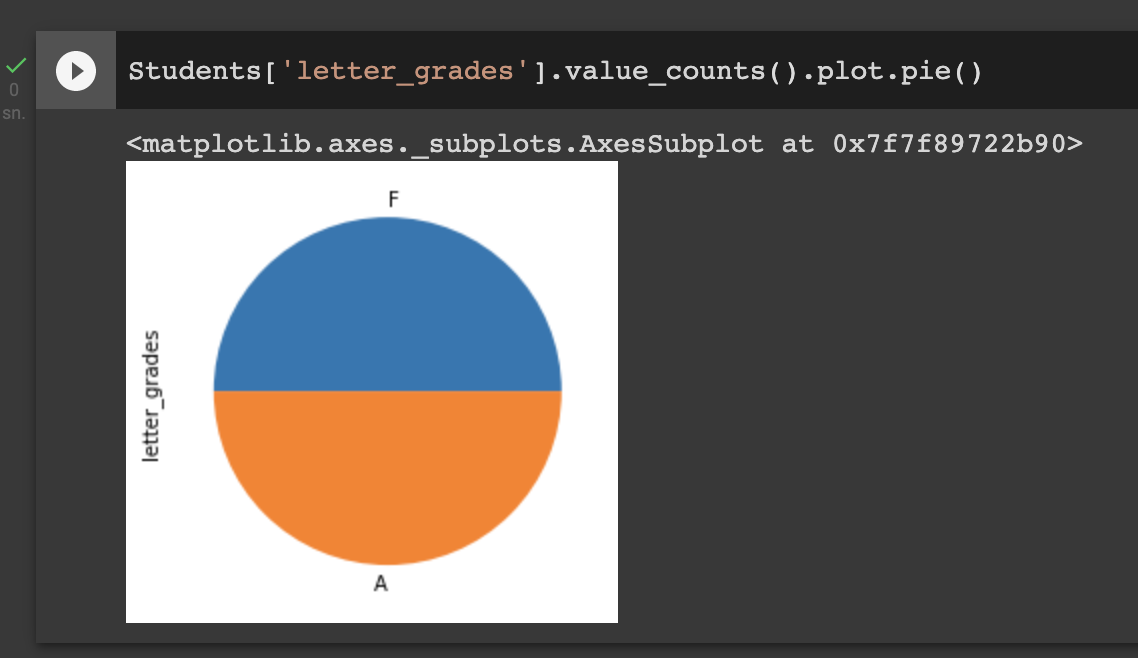 Students['letter_grades'].value_counts().plot.pie()
0
sn.
<matplotlib.axes._subplots.AxesSubplot at 0x7f7f89722b90>
F
letter_grades
A